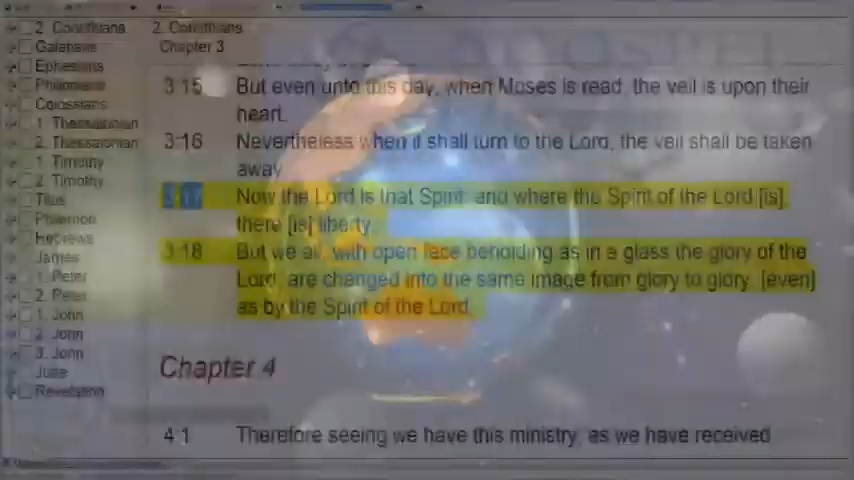 2. Corinthians
Galatians
Ephesians
Philippians
Colossians
1. Thessalonian
2. Thessalonian
1. Timothy
2. Timothy
Titus
Philemon
Hebrews
James
1. Peter
2. Peter
1. John
2. John
3. John
Jude
Revelation
2. Corinthians
Chapter 3
3:15 But even unto this day, when Moses is read, the veil is upon their
heart.
3:16 Nevertheless when it shall turn to the Lord, the veil shall be taken
away.
3:17 Now the Lord is that Spirit: and where the Spirit of the Lord [is],
there [is] liberty.
3:18 But we all, with open face beholding as in a glass the glory of the
Lord, are changed into the same image from glory to glory, [even]
as by the Spirit of the Lord.
Chapter 4
4:1 Therefore seeing we have this ministry, as we have received